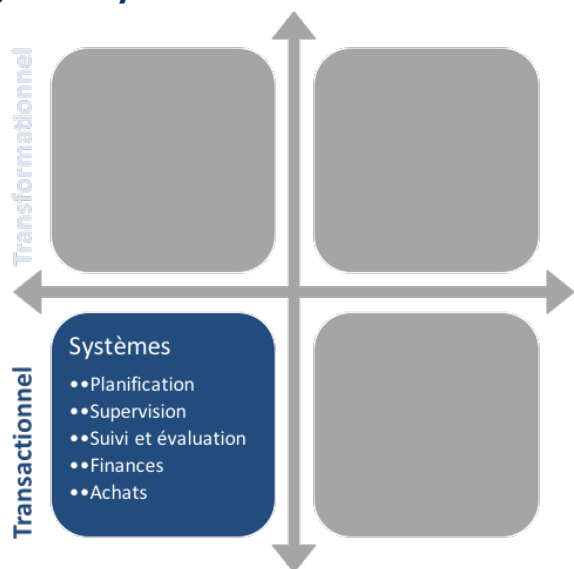 Transformationnel
Systèmes
••Planification
••Supervision
••Suivi et évaluation
••Finances
••Achats
Transactionnel